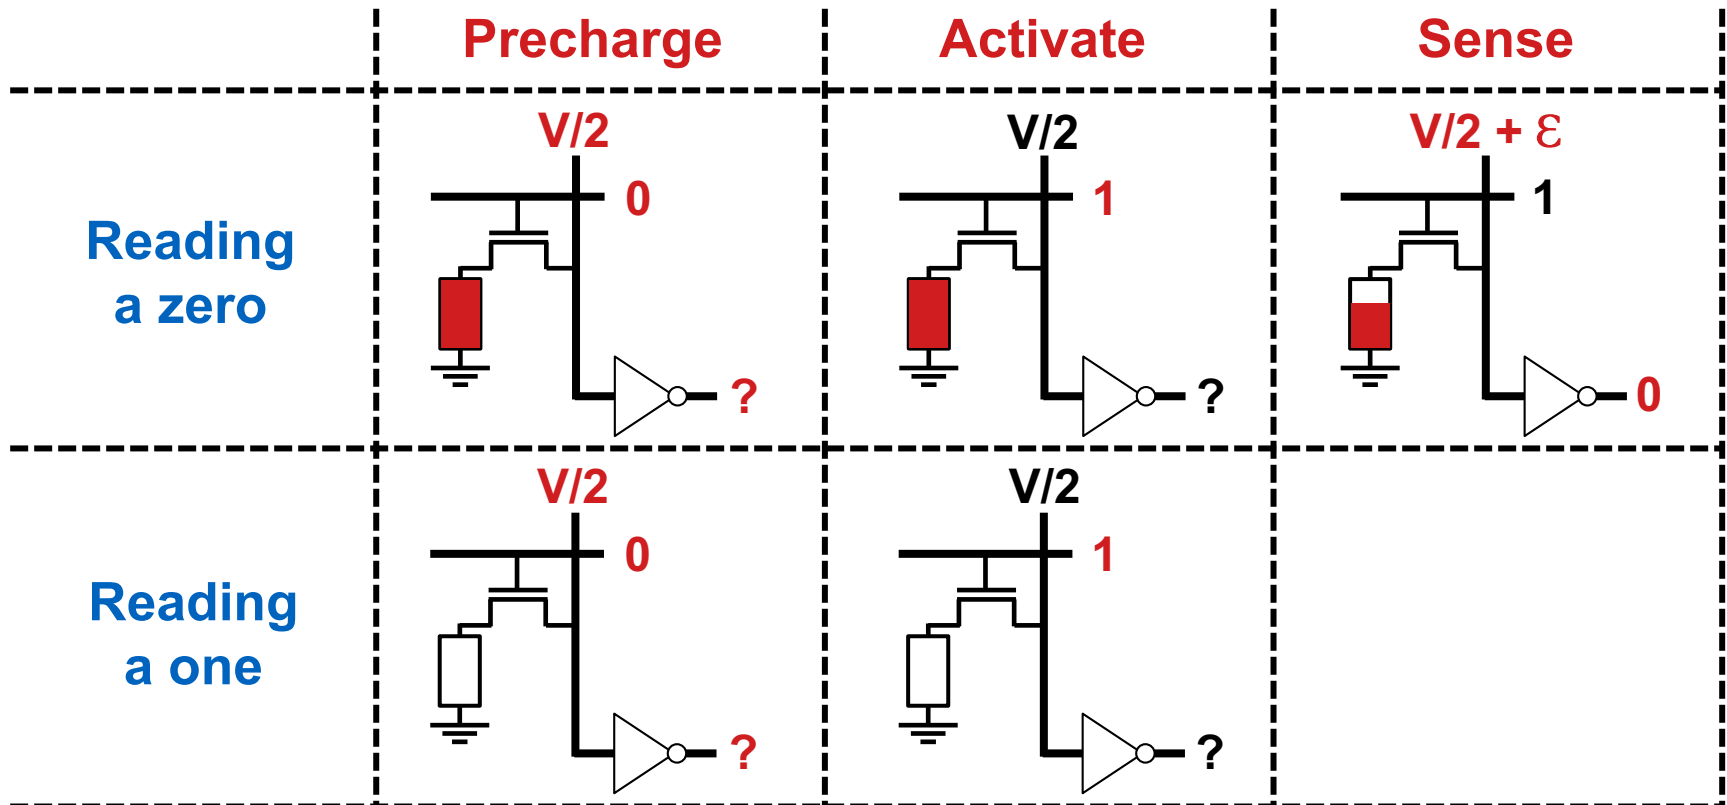 Precharge
Activate
Sense
Reading
a zero
V/2
0
?
V/2
1
?
V/2 + ε
1
0
Reading
a one
V/2
0
?
V/2
1
?